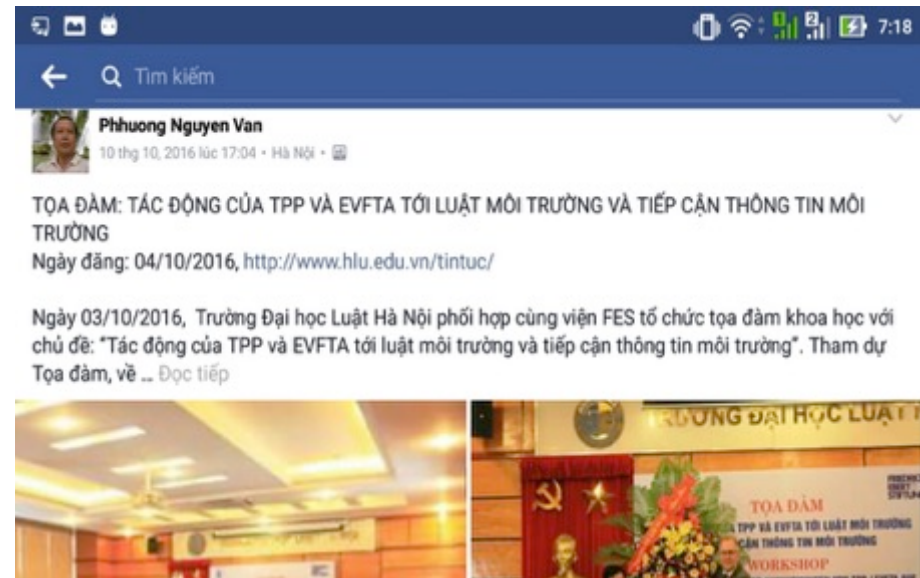 7:18
Tìm kiếm
Phhuong Nguyen Van
10 thg 10, 2016 lúc 17:04 • Hà Nội •
TỌA ĐÀM: TÁC ĐỘNG CỦA TPP VÀ EVFTA TỚI LUẬT MÔI TRƯỜNG VÀ TIẾP CẬN THÔNG TIN MÔI
TRƯỜNG
Ngày đăng: 04/10/2016, http://www.hlu.edu.vn/tintuc/
Ngày 03/10/2016, Trường Đại học Luật Hà Nội phối hợp cùng viện FES tổ chức tọa đàm khoa học với
chủ đề: “Tác động của TPP và EVFTA tới luật môi trường và tiếp cận thông tin môi trường”. Tham dự
Tọa đàm, về ... Đọc tiếp
TRƯỜNG ĐẠI HỌC LUẬT
TỌA ĐÀM
TPP VÀ EVFTA TỚI LUẬT MÔI TRƯỜNG
CẬN THÔNG TIN MÔI TRƯỜNG
WORKSHOP